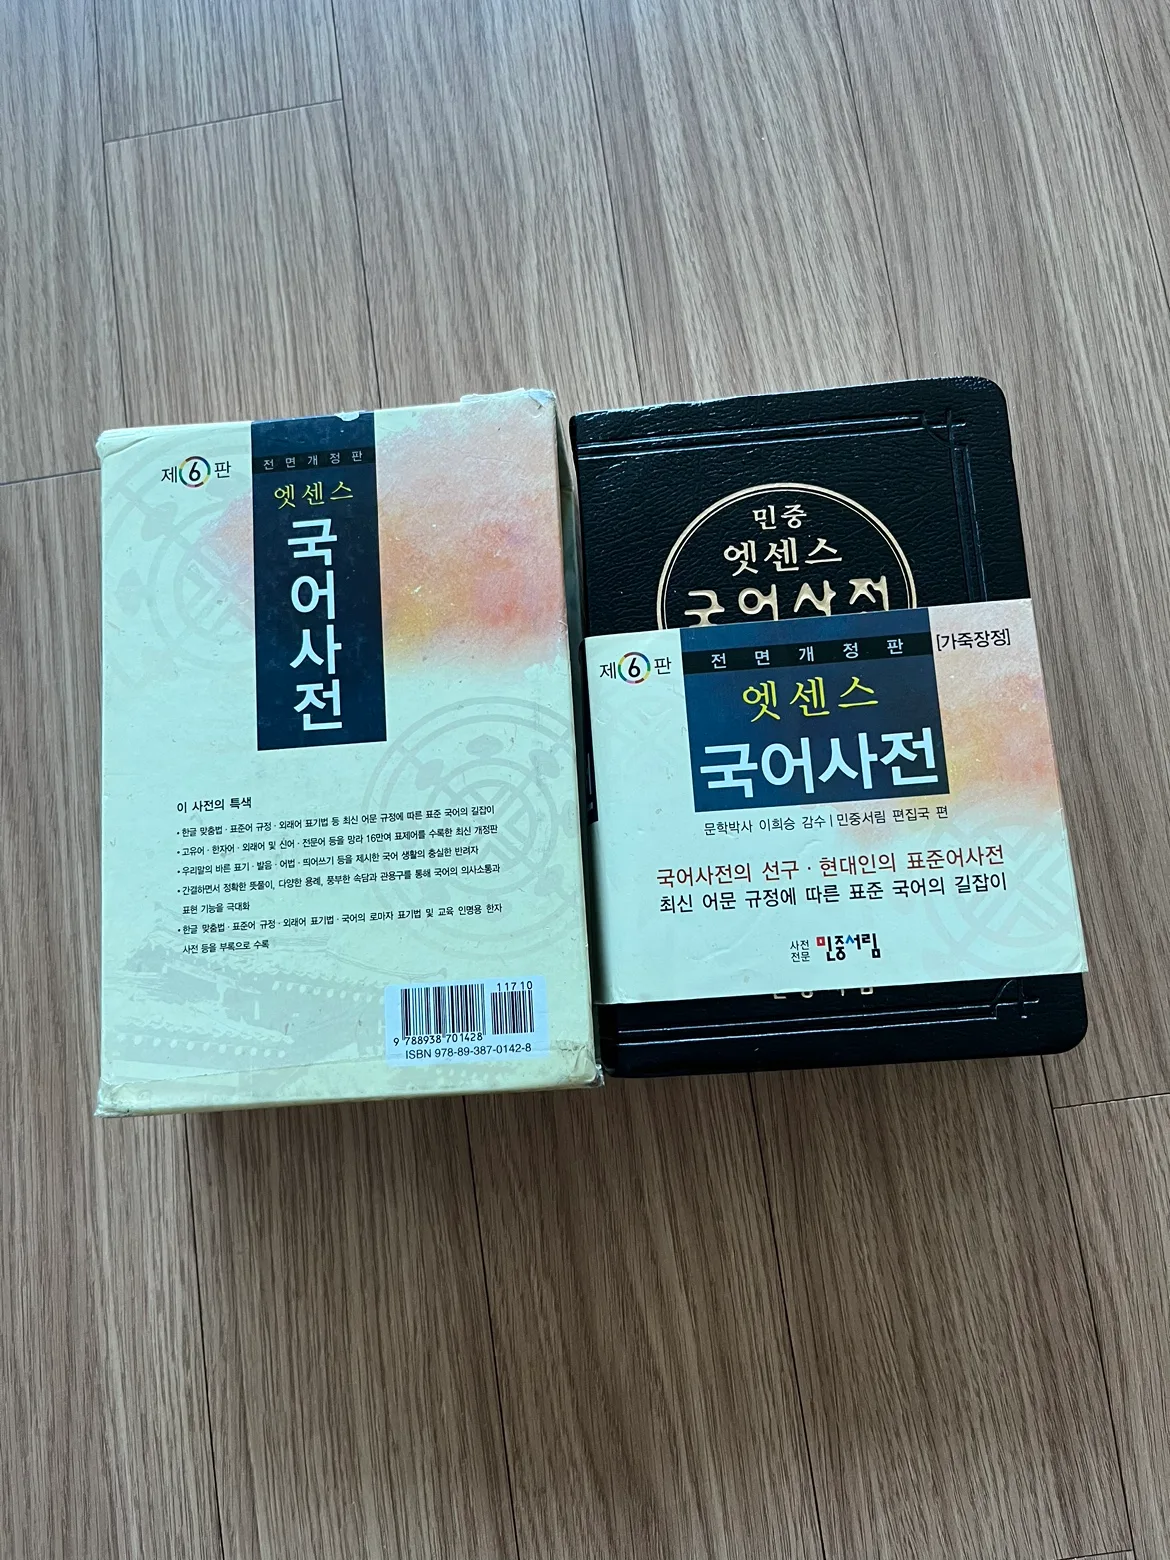 제6판
전면개정판
엣센스
국어사전
이 사전의 특색
• 한글 맞춤법 · 표준어 규정 · 외래어 표기법 등 최신 어문 규정에 따른 표준 국어의 길잡이
• 고유어 · 한자어 · 외래어 및 신어 · 전문어 등을 망라 16만여 표제어를 수록한 최신 개정판
• 우리말의 바른 표기 · 발음 · 어법 · 띄어쓰기 등을 제시한 국어 생활의 충실한 반려자
• 간결하면서 정확한 뜻풀이, 다양한 용례, 풍부한 속담과 관용구를 통해 국어의 의사소통과
표현 기능을 극대화
• 한글 맞춤법 · 표준어 규정 · 외래어 표기법 · 국어의 로마자 표기법 및 교육 인명용 한자
사전 등을 부록으로 수록
11710
9 788938 701428
ISBN 978-89-387-0142-8
민중
엣센스
국어사전
제6판
전면개정판
[가죽장정]
엣센스
국어사전
문학박사 이희승 감수 | 민중서림 편집국 편
국어사전의 선구 · 현대인의 표준어사전
최신 어문 규정에 따른 표준 국어의 길잡이
사전
전문
민중서림